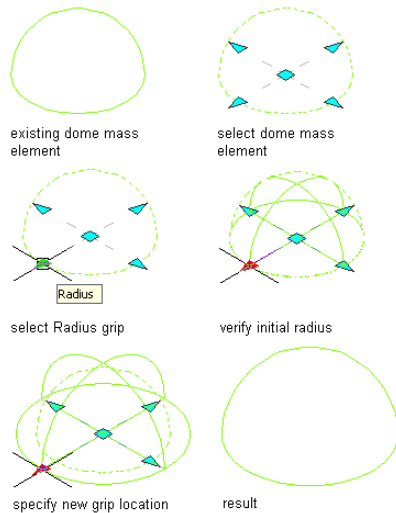 existing dome mass
element
select dome mass
element
Radius
select Radius grip
verify initial radius
specify new grip location
result